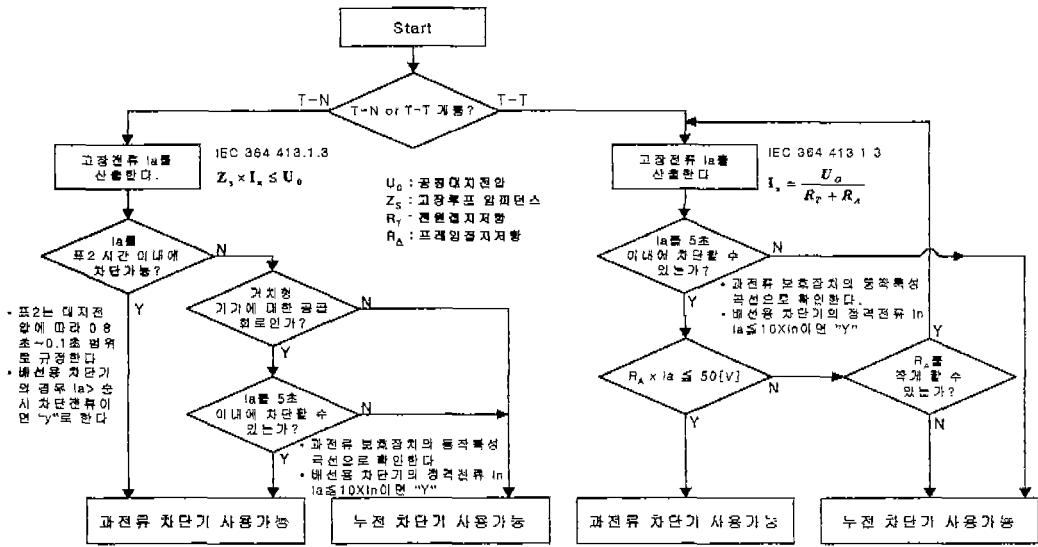 Start
T-N
T-N or T-T 계통?
T-T
고장전류 Ia를
산출한다.
IEC 364 413.1.3
Z_s × I_a ≤ U_0
U_0 : 공칭대지전압
Z_S : 고장루프 임피던스
R_T : 전원접지저항
R_A : 프레임접지저항
고장전류 Ia를
산출한다
IEC 364 413 1 3
I_a = U_0 / (R_T + R_A)
Ia를
표2 시간 이내에
차단가능?
N
Y
• 표2는 대지전
압에 따라 0 8
초~0.1초 범위
로 규정한다
• 배선용 차단기
의 경우 Ia> 순
시 차단전류이
면 "y"로 한다
거치형
기기에 대한 공급
회로인가?
N
Y
Ia를 5초
이내에 차단할 수
있는가?
N
Y
• 과전류 보호장치의 동작특성
곡선으로 확인한다
• 배선용 차단기의 정격전류 In
Ia≦10XIn이면 "Y"
Ia를 5초
이내에 차단할 수
있는가?
N
Y
• 과전류 보호장치의 동작특성
곡선으로 확인한다.
• 배선용 차단기의 정격전류 In
Ia≦10XIn이면 "Y"
R_A x Ia ≦ 50[V]
N
Y
R_A를
작게 할 수
있는가?
Y
N
과전류 차단기 사용가능
누전 차단기 사용가능
과전류 차단기 사용가능
누전 차단기 사용가능